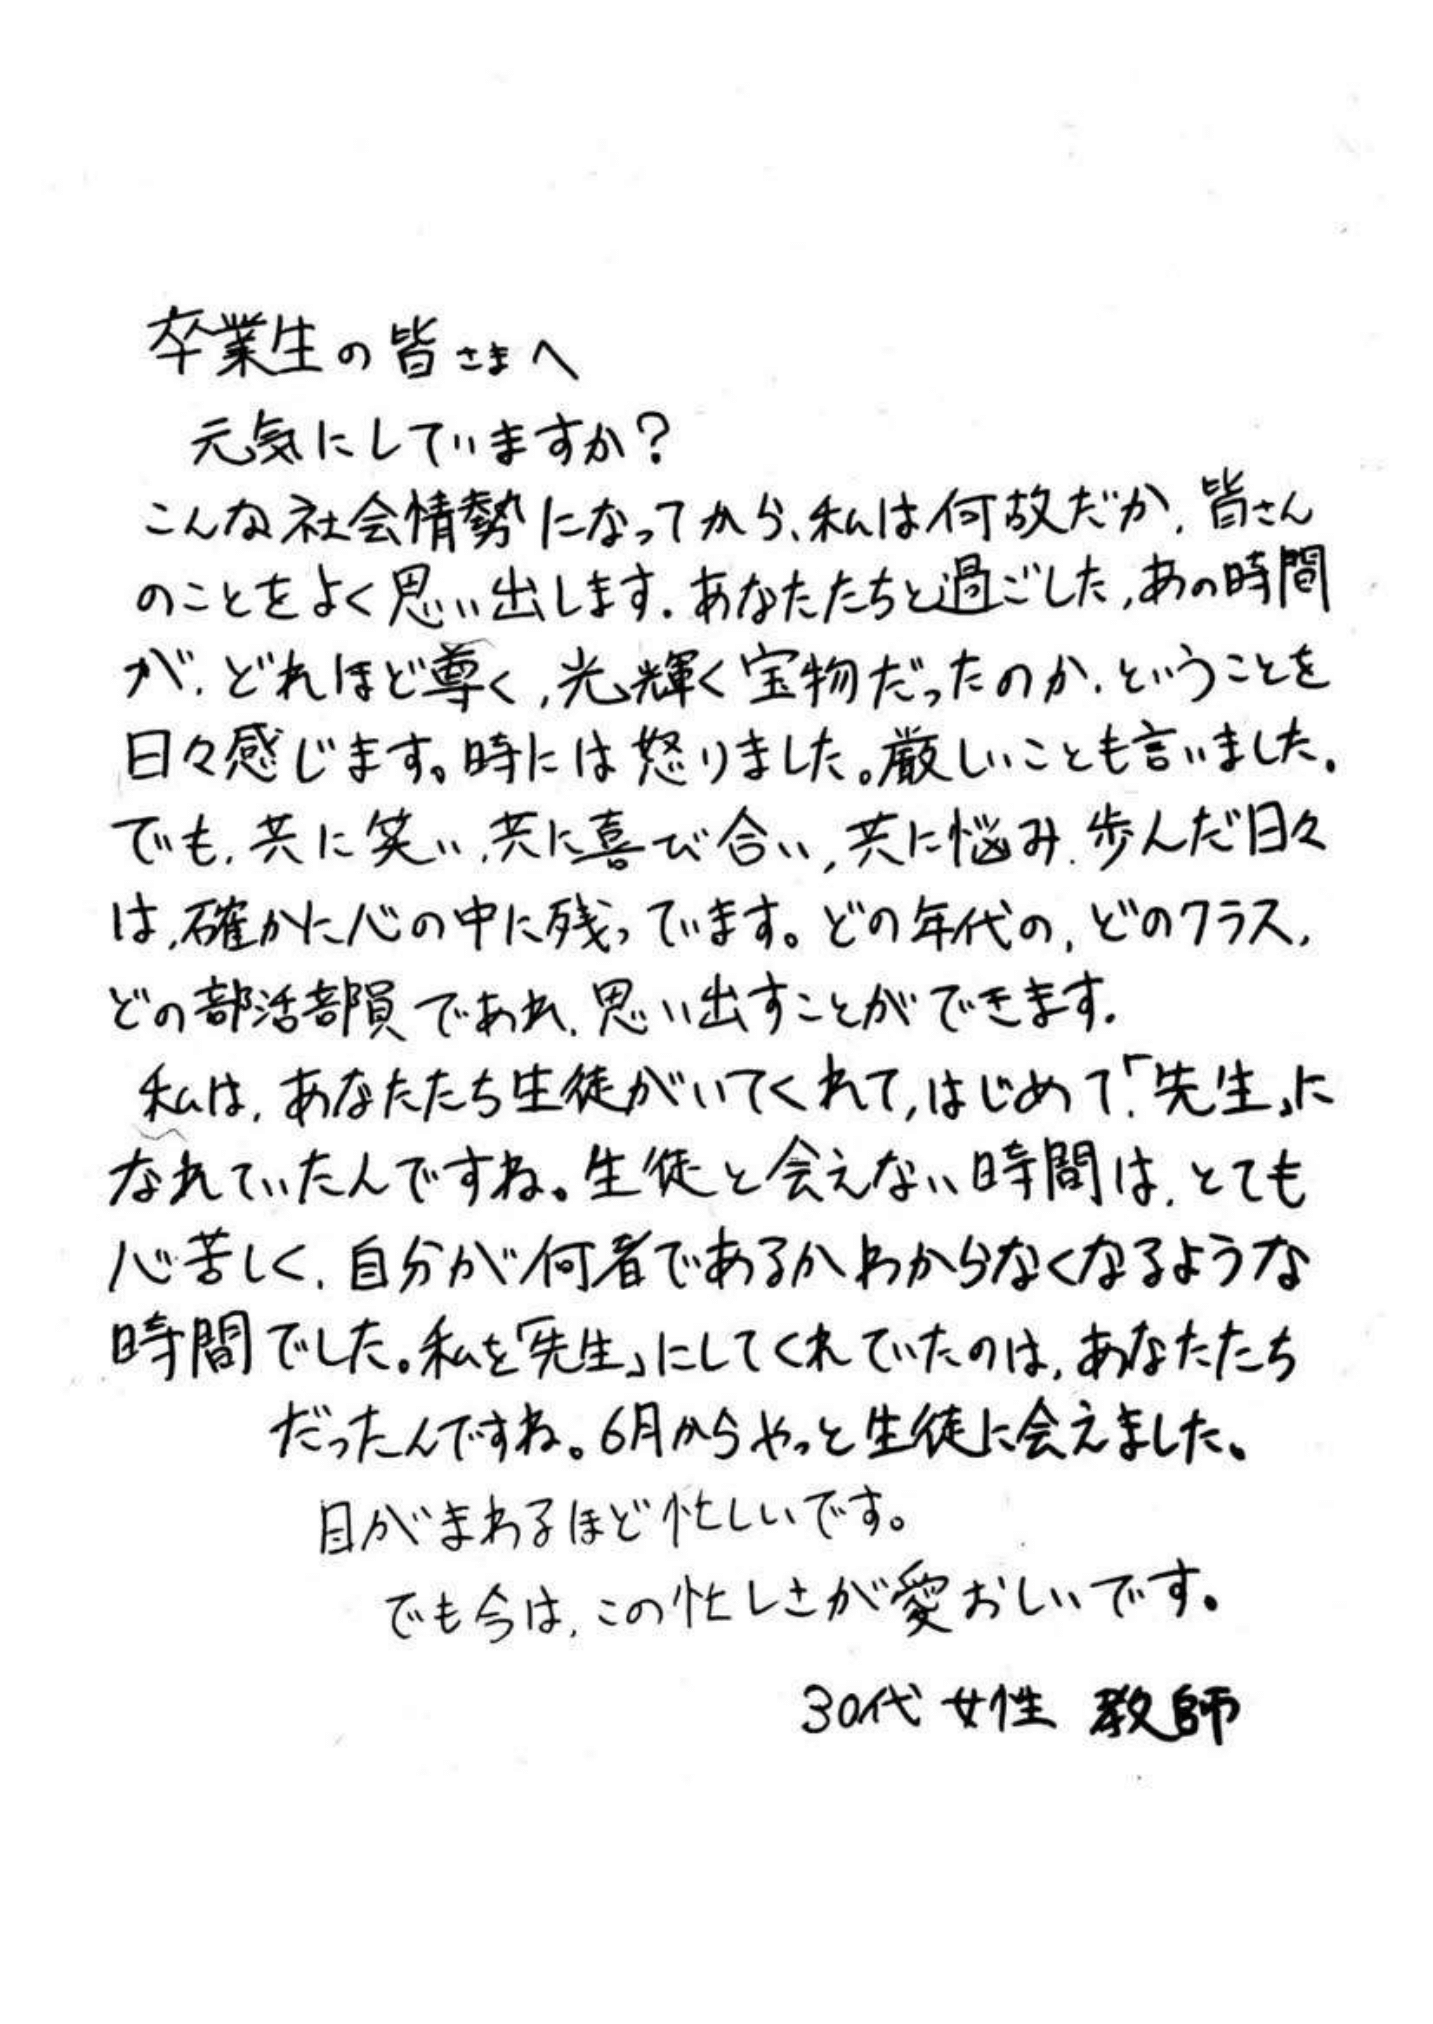 卒業生の皆さまへ
元気にしていますか?
こんな社会情勢になってから、私は何故だか、皆さん
のことをよく思い出します。あなたたちと過ごした、あの時間
が、どれほど尊く、光輝く宝物だったのか、ということを
日々感じます。時には怒りました。厳しいことも言いました。
でも、共に笑い、共に喜び合い、共に悩み、歩んだ日々
は、確かに心の中に残っています。どの年代の、どのクラス、
どの部活部員であれ、思い出すことができます。
私は、あなたたち生徒がいてくれて、はじめて、「先生」に
なれていたんですね。生徒と会えない時間は、とても
心苦しく、自分が何者であるかわからなくなるような
時間でした。私を「先生」にしてくれていたのは、あなたたち
だったんですね。6月からやっと生徒に会えました。
目がまわるほど忙しいです。
でも今は、この忙しさが愛おしいです。
30代 女性 教師